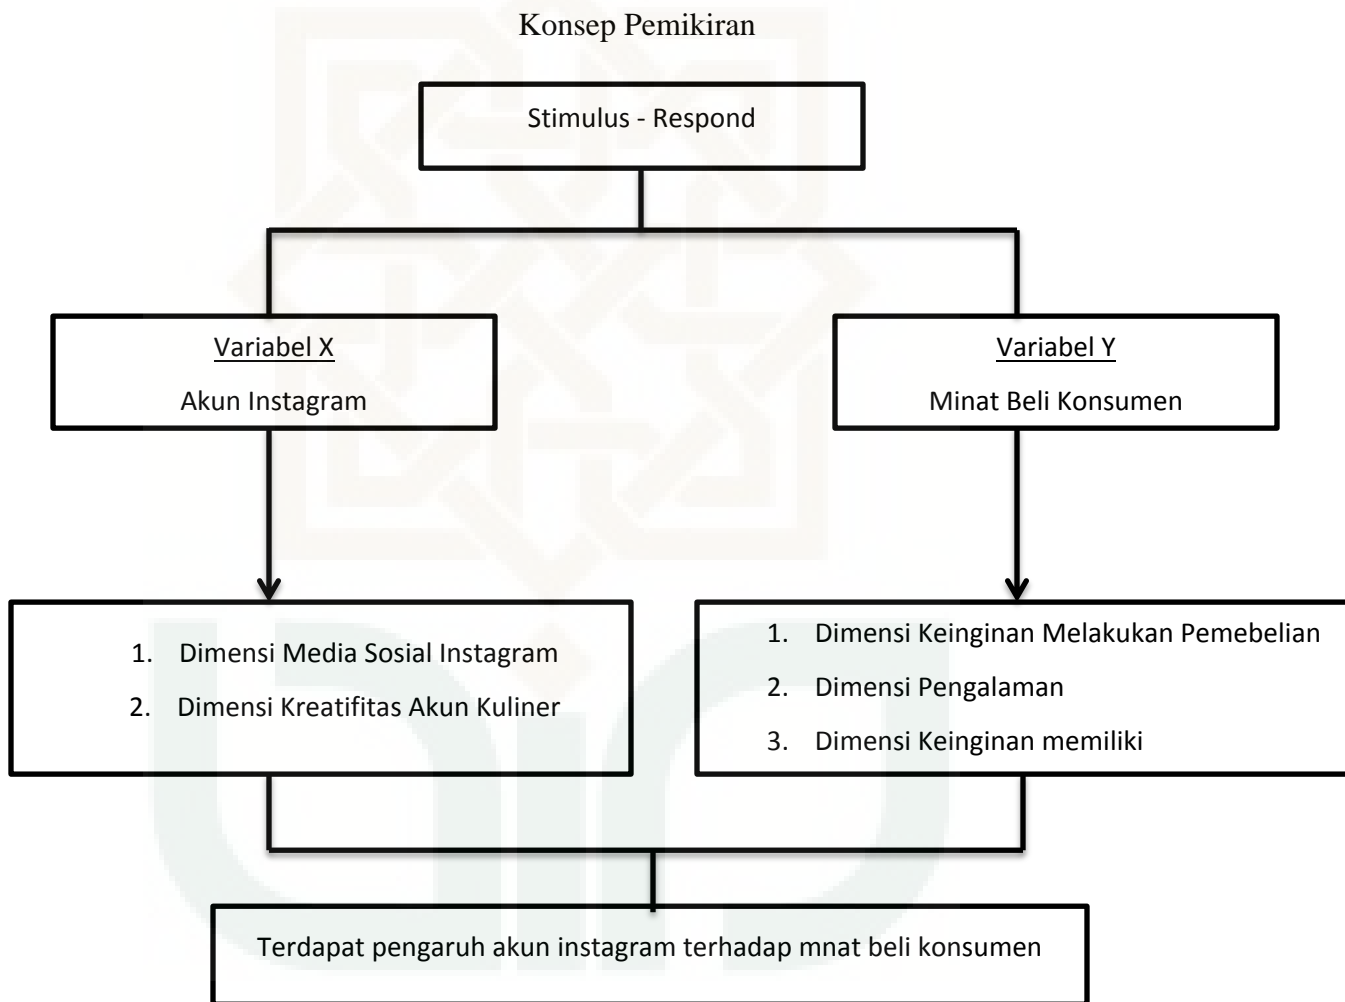 Konsep Pemikiran
Stimulus - Respond
Variabel X
Akun Instagram
Variabel Y
Minat Beli Konsumen
1. Dimensi Media Sosial Instagram
2. Dimensi Kreatifitas Akun Kuliner
1. Dimensi Keinginan Melakukan Pemebelian
2. Dimensi Pengalaman
3. Dimensi Keinginan memiliki
Terdapat pengaruh akun instagram terhadap mnat beli konsumen